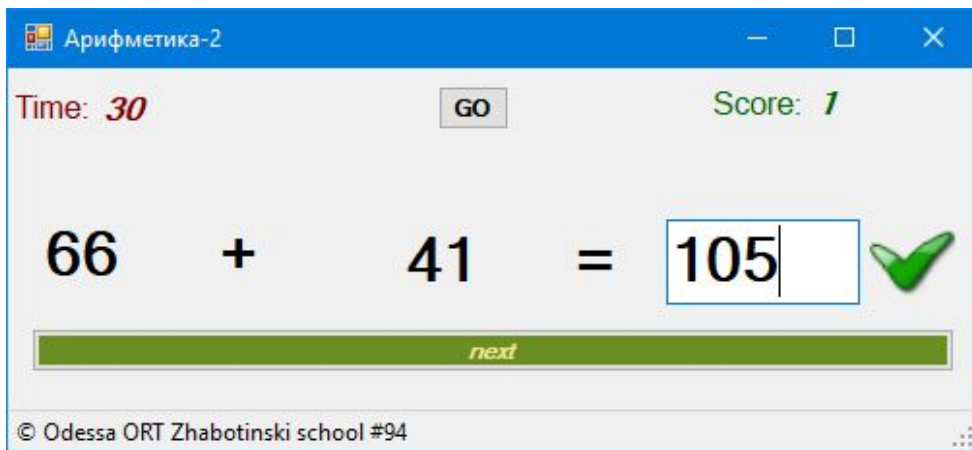 Арифметика-2
Time: 30 GO Score: 1
66 + 41 = 105
next
© Odessa ORT Zhabotinski school #94